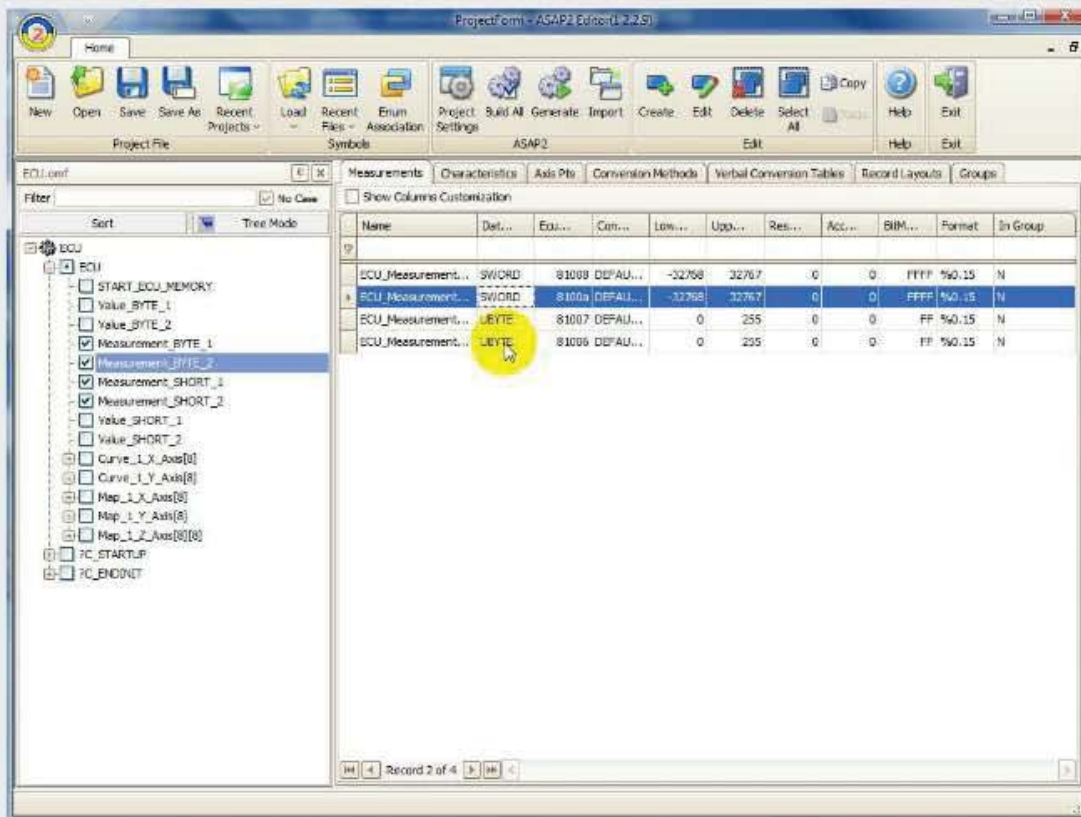 ProjectForm - ASAP2 Editor(1.2.2.9)
Home
New
Open
Save
Save As
Recent Projects
Load
Recent Files
Enum Association
Project Settings
Build All
Generate
Import
Create
Edit
Delete
Select All
Copy
Help
Exit
Project File
Symbols
ASAP2
Edit
Help
Exit
ECU.omf
Filter
No Case
Sort
Tree Mode
ECU
ECU
START_ECU_MEMORY
Value_BYTE_1
Value_BYTE_2
Measurement_BYTE_1
Measurement_BYTE_2
Measurement_SHORT_1
Measurement_SHORT_2
Value_SHORT_1
Value_SHORT_2
Curve_1_X_Axis[8]
Curve_1_Y_Axis[8]
Map_1_X_Axis[8]
Map_1_Y_Axis[8]
Map_1_Z_Axis[8][8]
?C_STARTUP
?C_ENDINIT
Measurements Characteristics Axis Pts Conversion Methods Verbal Conversion Tables Record Layouts Groups
Show Columns Customization
Name Dat... Ecu... Con... Low... Upp... Res... Acc... BitM... Format In Group
ECU_Measurement... SWORD 81008 DEFAU... -32768 32767 0 0 FFFF %0.15 N
ECU_Measurement... SWORD 8100a DEFAU... -32768 32767 0 0 FFFF %0.15 N
ECU_Measurement... UBYTE 81007 DEFAU... 0 255 0 0 FF %0.15 N
ECU_Measurement... UBYTE 81006 DEFAU... 0 255 0 0 FF %0.15 N
Record 2 of 4